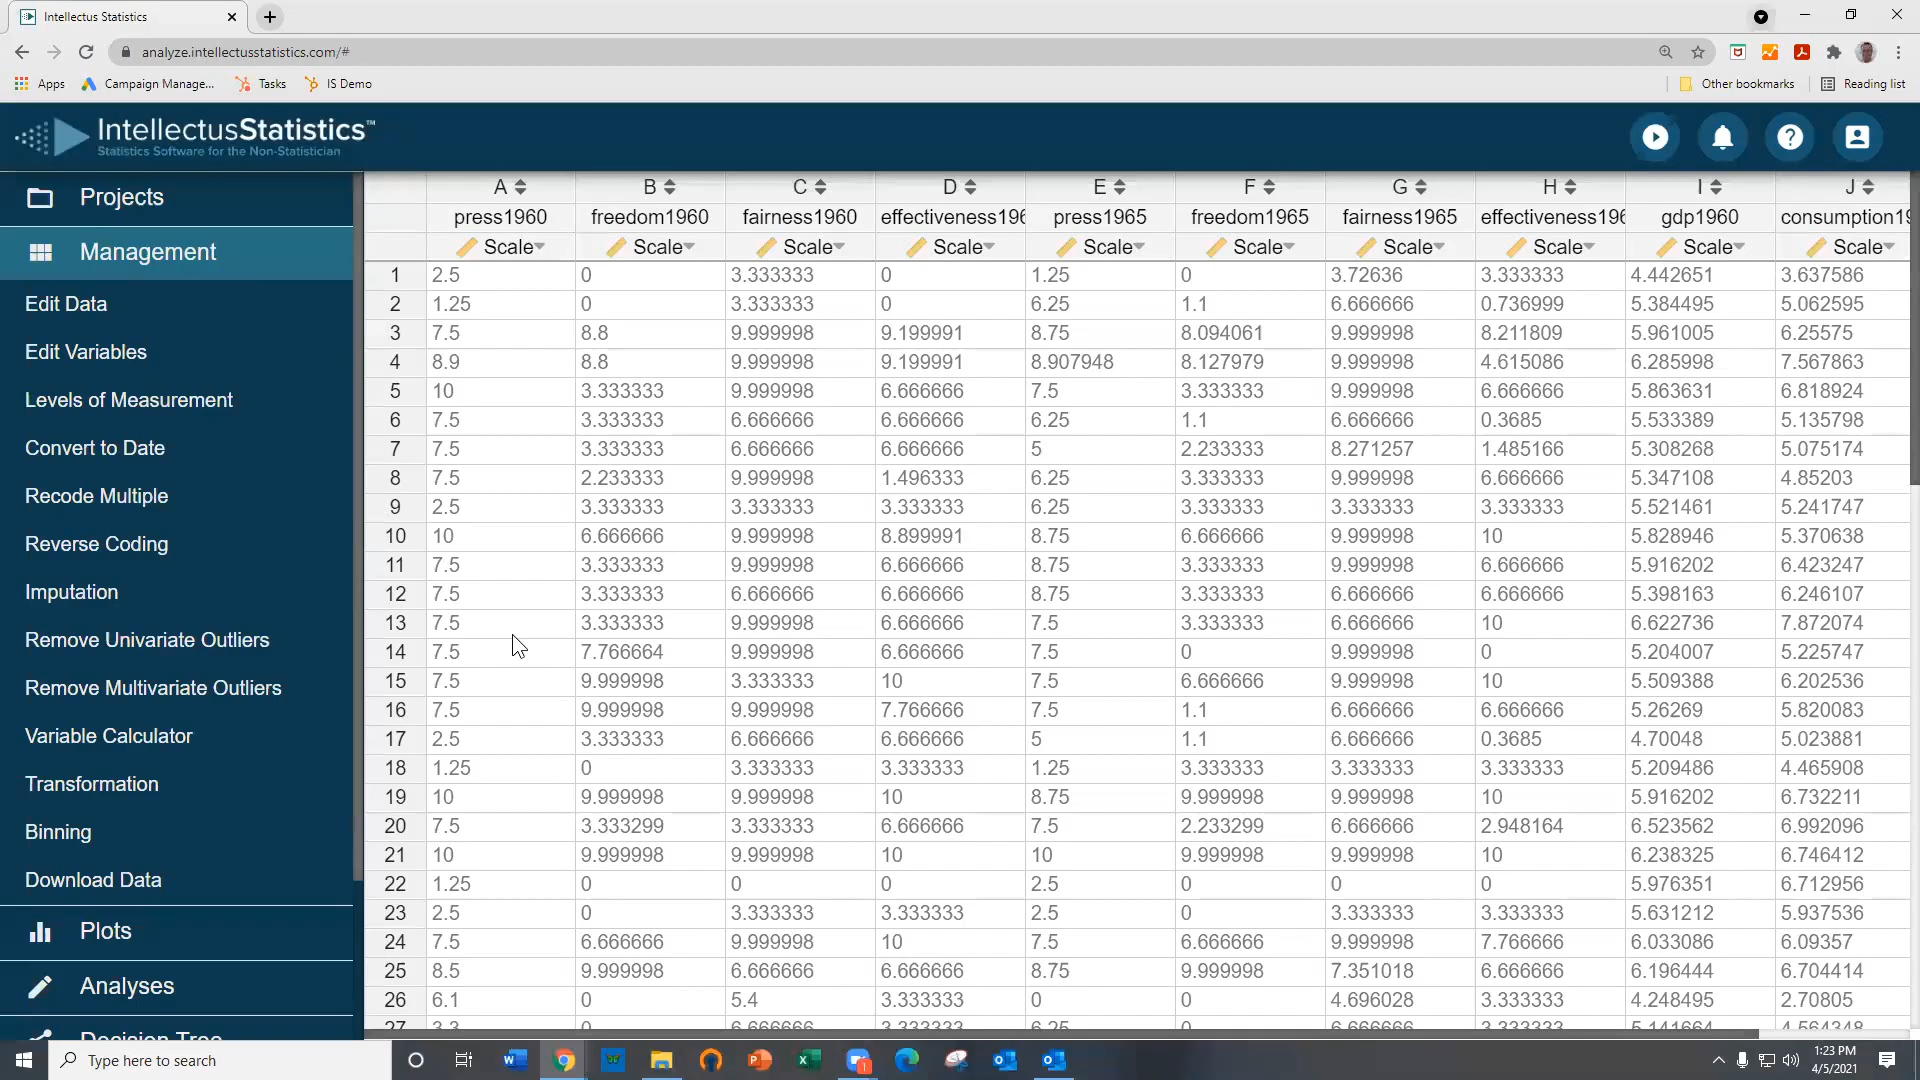 Intellectus Statistics
analyze.intellectusstatistics.com/#
Apps Campaign Manage... Tasks IS Demo Other bookmarks Reading list
IntellectusStatistics™
Statistics Software for the Non-Statistician
Projects
Management
Edit Data
Edit Variables
Levels of Measurement
Convert to Date
Recode Multiple
Reverse Coding
Imputation
Remove Univariate Outliers
Remove Multivariate Outliers
Variable Calculator
Transformation
Binning
Download Data
Plots
Analyses
Decision Tree
A B C D E F G H I J
press1960 freedom1960 fairness1960 effectiveness196 press1965 freedom1965 fairness1965 effectiveness196 gdp1960 consumption19
Scale Scale Scale Scale Scale Scale Scale Scale Scale Scale
1 2.5 0 3.333333 0 1.25 0 3.72636 3.333333 4.442651 3.637586
2 1.25 0 3.333333 0 6.25 1.1 6.666666 0.736999 5.384495 5.062595
3 7.5 8.8 9.999998 9.199991 8.75 8.094061 9.999998 8.211809 5.961005 6.25575
4 8.9 8.8 9.999998 9.199991 8.907948 8.127979 9.999998 4.615086 6.285998 7.567863
5 10 3.333333 9.999998 6.666666 7.5 3.333333 9.999998 6.666666 5.863631 6.818924
6 7.5 3.333333 6.666666 6.666666 6.25 1.1 6.666666 0.3685 5.533389 5.135798
7 7.5 3.333333 6.666666 6.666666 5 2.233333 8.271257 1.485166 5.308268 5.075174
8 7.5 2.233333 9.999998 1.496333 6.25 3.333333 9.999998 6.666666 5.347108 4.85203
9 2.5 3.333333 3.333333 3.333333 6.25 3.333333 3.333333 3.333333 5.521461 5.241747
10 10 6.666666 9.999998 8.899991 8.75 6.666666 9.999998 10 5.828946 5.370638
11 7.5 3.333333 9.999998 6.666666 8.75 3.333333 9.999998 6.666666 5.916202 6.423247
12 7.5 3.333333 6.666666 6.666666 8.75 3.333333 6.666666 6.666666 5.398163 6.246107
13 7.5 3.333333 9.999998 6.666666 7.5 3.333333 6.666666 10 6.622736 7.872074
14 7.5 7.766664 9.999998 6.666666 7.5 0 9.999998 0 5.204007 5.225747
15 7.5 9.999998 3.333333 10 7.5 6.666666 9.999998 10 5.509388 6.202536
16 7.5 9.999998 9.999998 7.766666 7.5 1.1 6.666666 6.666666 5.26269 5.820083
17 2.5 3.333333 6.666666 6.666666 5 1.1 6.666666 0.3685 4.70048 5.023881
18 1.25 0 3.333333 3.333333 1.25 3.333333 3.333333 3.333333 5.209486 4.465908
19 10 9.999998 9.999998 10 8.75 9.999998 9.999998 10 5.916202 6.732211
20 7.5 3.333299 3.333333 6.666666 7.5 2.233299 6.666666 2.948164 6.523562 6.992096
21 10 9.999998 9.999998 10 10 9.999998 9.999998 10 6.238325 6.746412
22 1.25 0 0 0 2.5 0 0 0 5.976351 6.712956
23 2.5 0 3.333333 3.333333 2.5 0 3.333333 3.333333 5.631212 5.937536
24 7.5 6.666666 9.999998 10 7.5 6.666666 9.999998 7.766666 6.033086 6.09357
25 8.5 9.999998 6.666666 6.666666 8.75 9.999998 7.351018 6.666666 6.196444 6.704414
26 6.1 0 5.4 3.333333 0 0 4.696028 3.333333 4.248495 2.70805
27 3.3 0 6.666666 3.333333 6.25 0 6.666666 3.333333 5.141664 4.564348
Type here to search
1:23 PM
4/5/2021